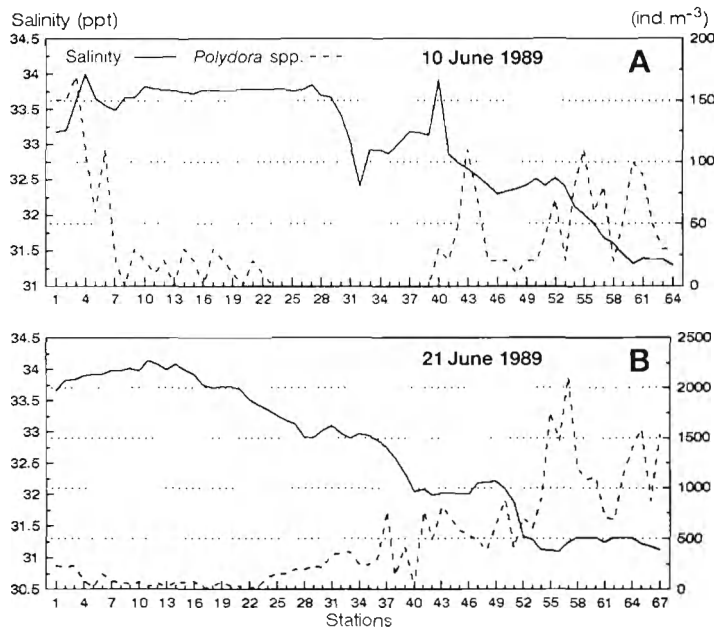 Salinity (ppt) (ind. m⁻³)
34.5 200
Salinity Polydora spp. 10 June 1989 A
34
33.5 150
33
32.5 100
32
31.5 50
31 0
1 4 7 10 13 16 19 22 25 28 31 34 37 40 43 46 49 52 55 58 61 64
34.5 2500
21 June 1989 B
34 2000
33.5
33 1500
32.5
32 1000
31.5
31 500
30.5 0
1 4 7 10 13 16 19 22 25 28 31 34 37 40 43 46 49 52 55 58 61 64 67
Stations